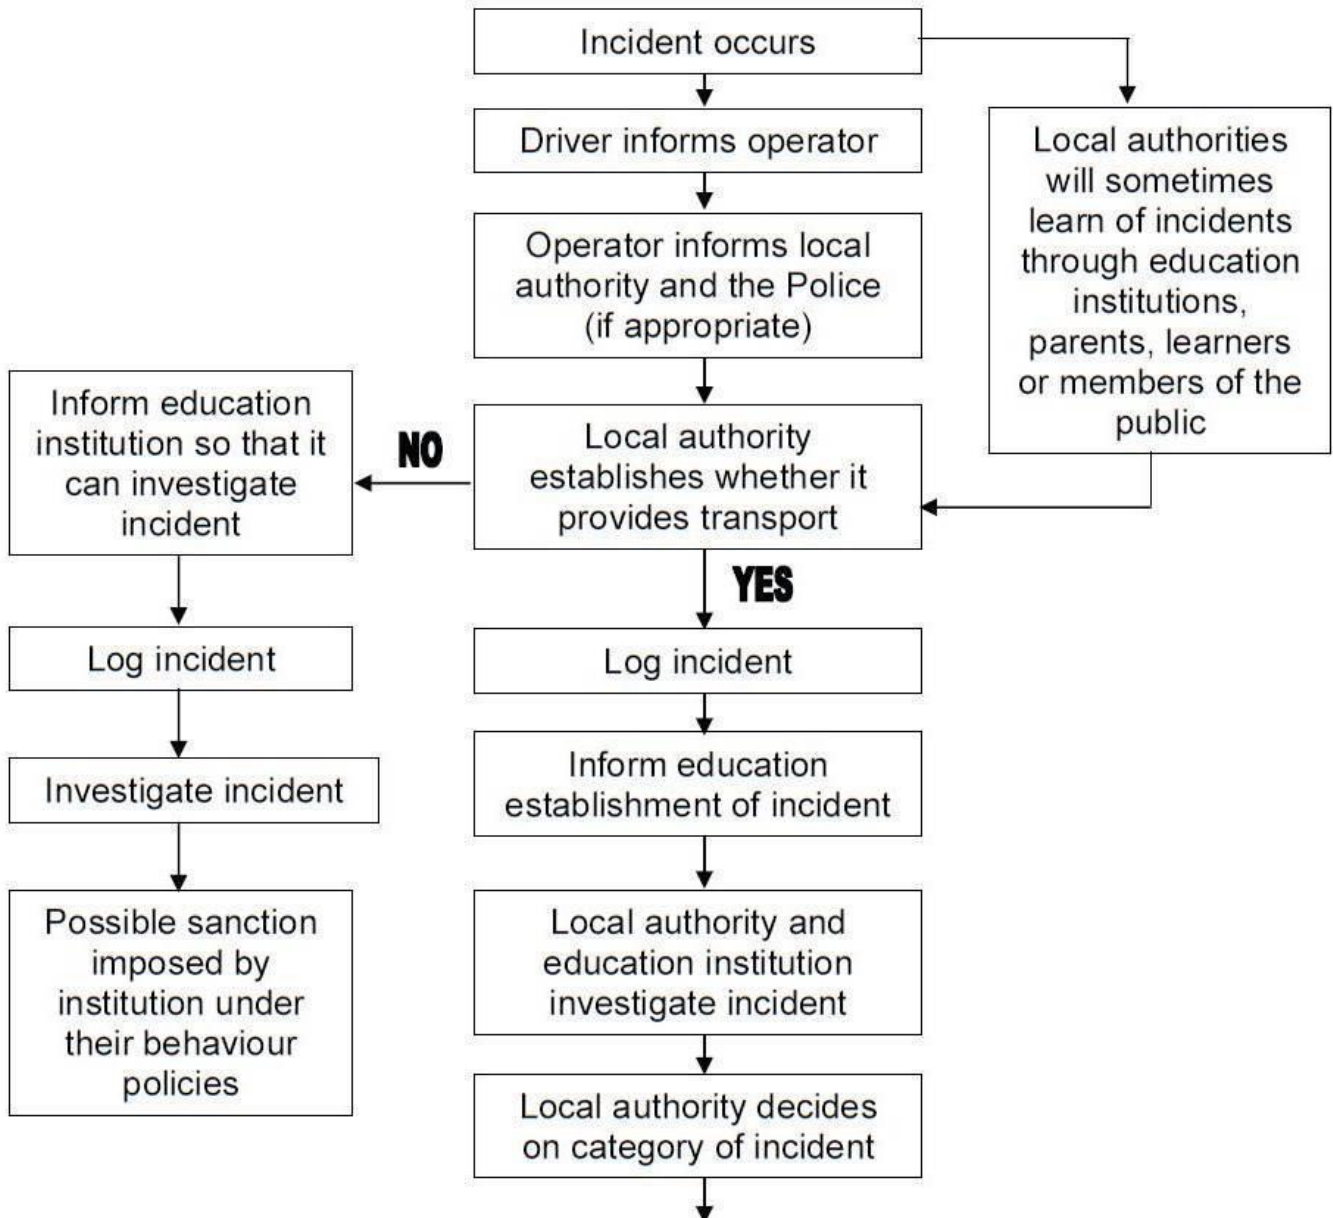 Incident occurs
Driver informs operator
Operator informs local
authority and the Police
(if appropriate)
Local authorities
will sometimes
learn of incidents
through education
institutions,
parents, learners
or members of the
public
Local authority
establishes whether it
provides transport
NO
Inform education
institution so that it
can investigate
incident
Log incident
Investigate incident
Possible sanction
imposed by
institution under
their behaviour
policies
YES
Log incident
Inform education
establishment of incident
Local authority and
education institution
investigate incident
Local authority decides
on category of incident